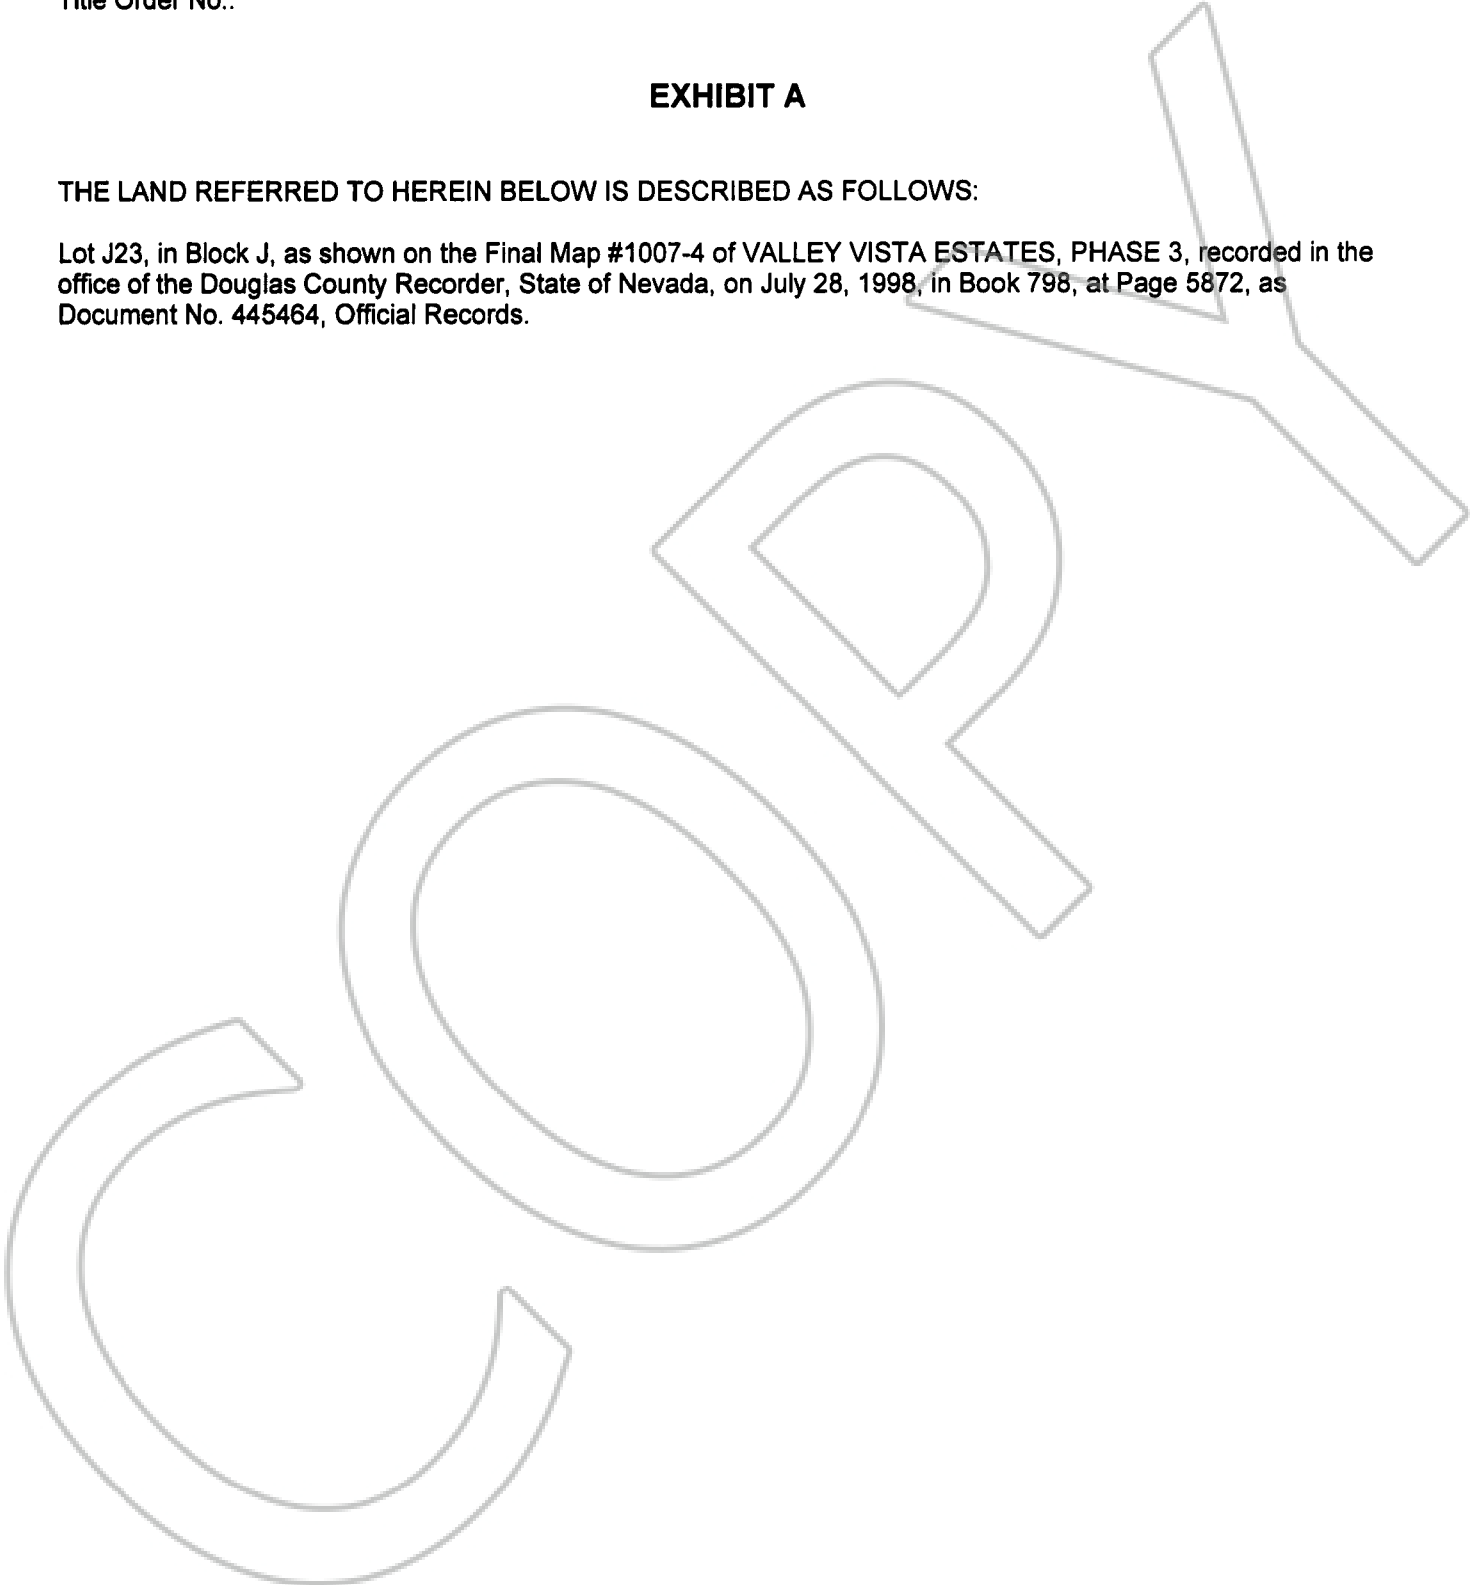 Title Order No.:
EXHIBIT A
THE LAND REFERRED TO HEREIN BELOW IS DESCRIBED AS FOLLOWS:
Lot J23, in Block J, as shown on the Final Map #1007-4 of VALLEY VISTA ESTATES, PHASE 3, recorded in the
office of the Douglas County Recorder, State of Nevada, on July 28, 1998, in Book 798, at Page 5872, as
Document No. 445464, Official Records.
COPY